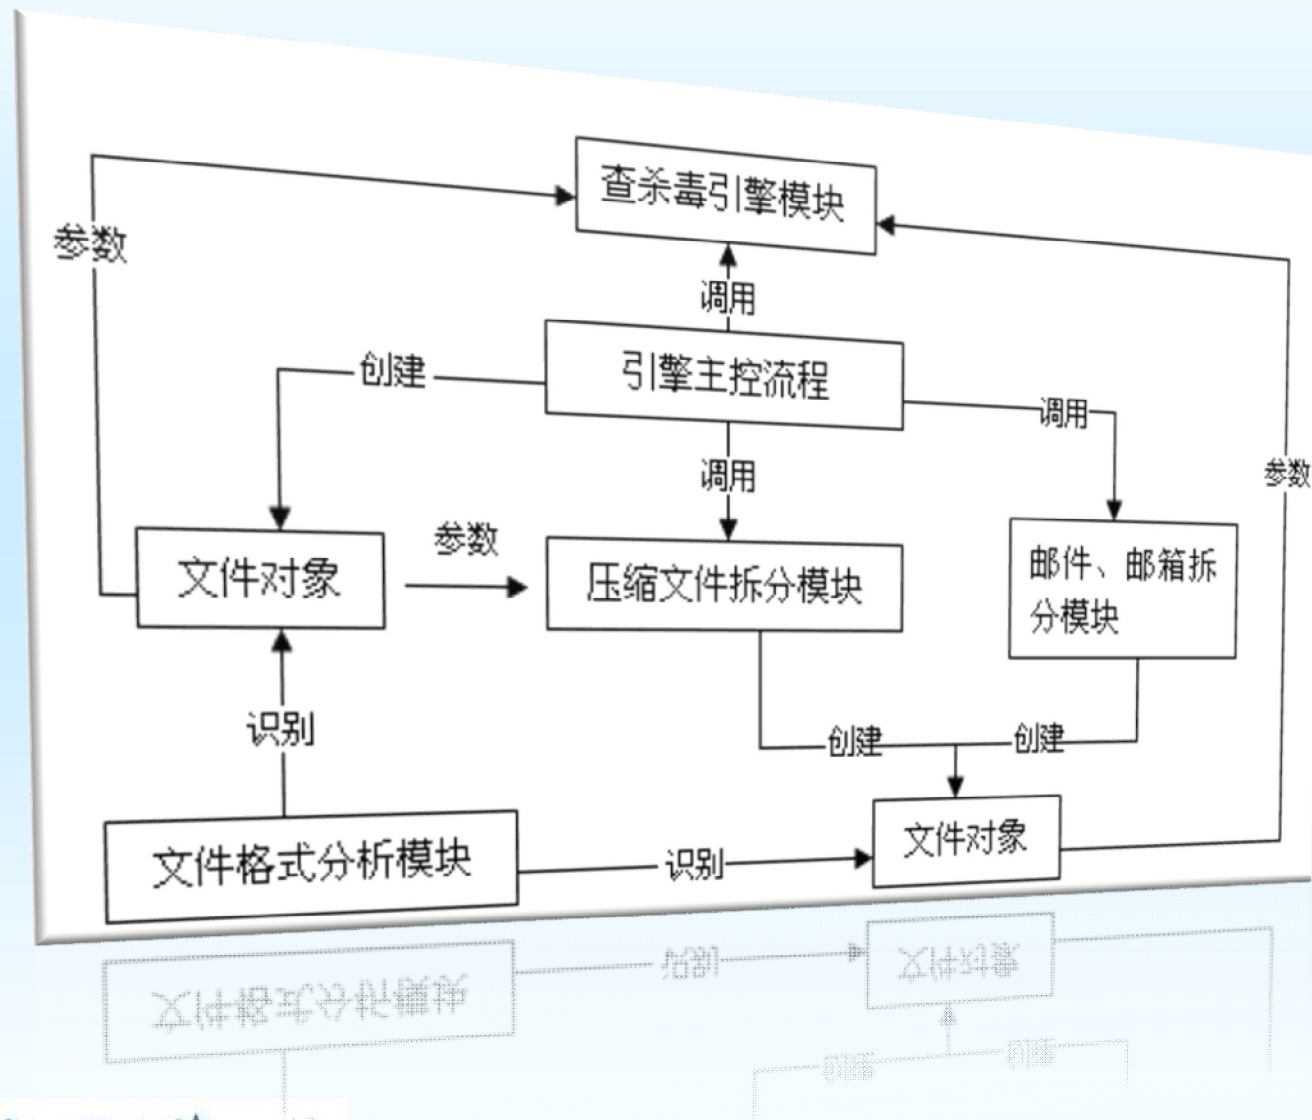 查杀毒引擎模块
参数
调用
创建
引擎主控流程
调用
调用
参数
文件对象
参数
压缩文件拆分模块
邮件、邮箱拆
分模块
识别
创建
创建
文件格式分析模块
识别
文件对象